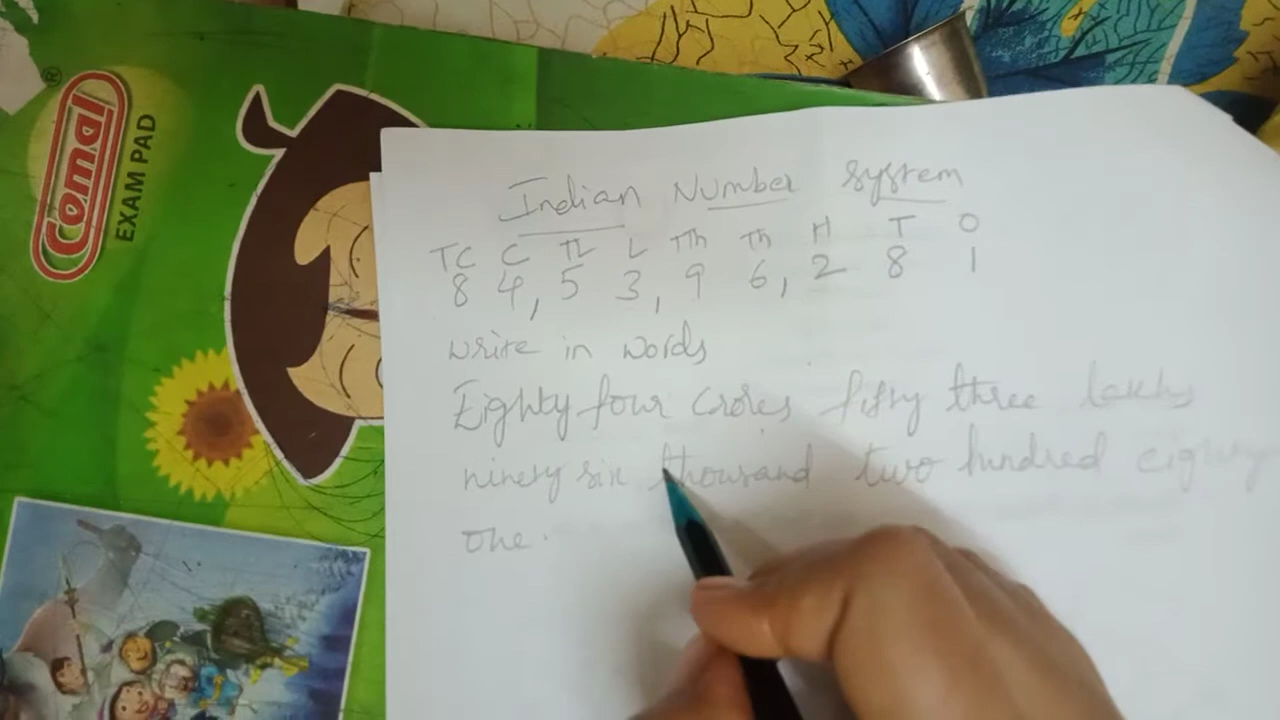 Comal ®
EXAM PAD
Indian Number System
TC C TL L TTh Th H T O
8 4, 5 3, 9 6, 2 8 1
write in words
Eighty four crores fifty three lakhs
ninety six thousand two hundred eighty
one.